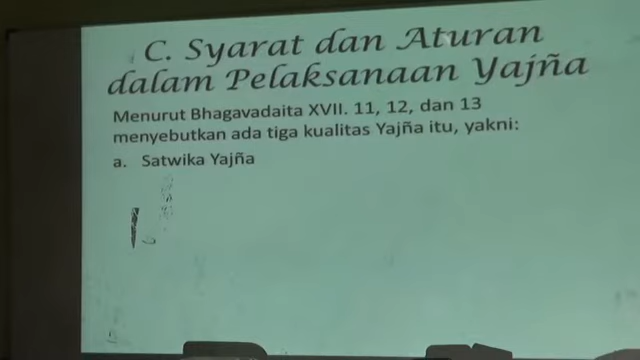 C. Syarat dan Aturan
dalam Pelaksanaan Yajña
Menurut Bhagavadaita XVII. 11, 12, dan 13
menyebutkan ada tiga kualitas Yajña itu, yakni:
a. Satwika Yajña